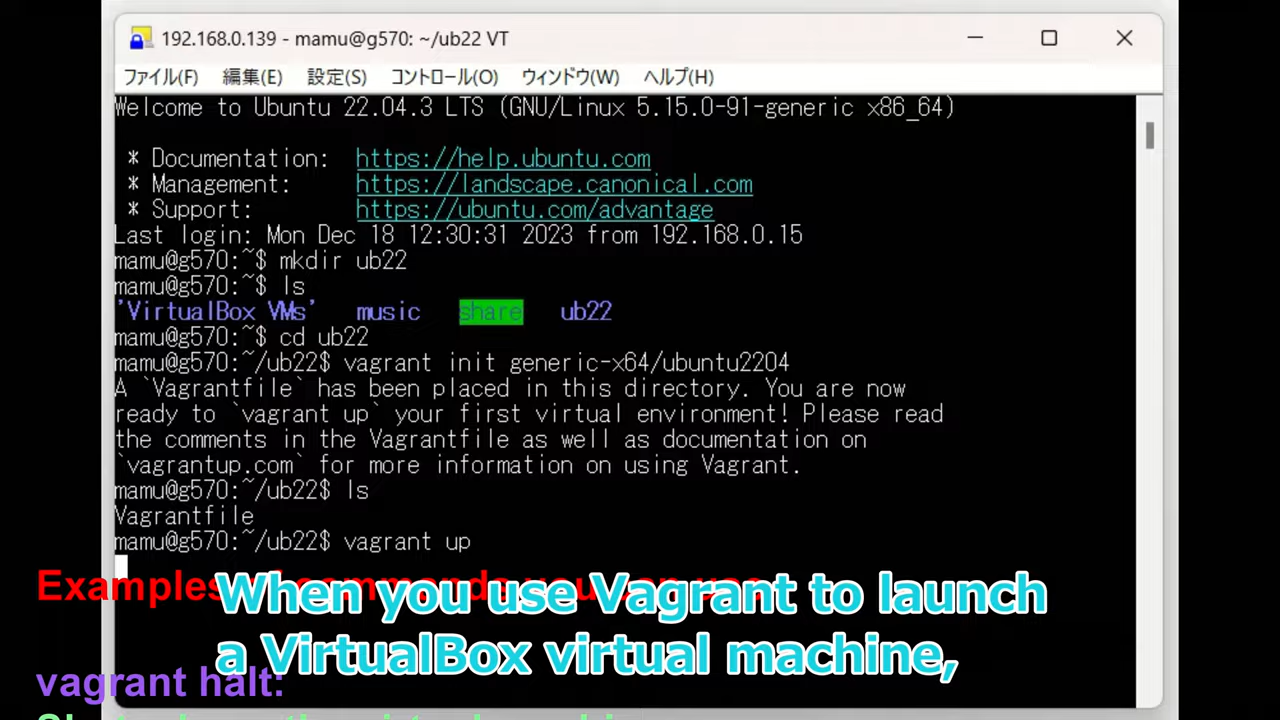 192.168.0.139 - mamu@g570: ~/ub22 VT
ファイル(F) 編集(E) 設定(S) コントロール(O) ウィンドウ(W) ヘルプ(H)
Welcome to Ubuntu 22.04.3 LTS (GNU/Linux 5.15.0-91-generic x86_64)
* Documentation: https://help.ubuntu.com
* Management: https://landscape.canonical.com
* Support: https://ubuntu.com/advantage
Last login: Mon Dec 18 12:30:31 2023 from 192.168.0.15
mamu@g570:~$ mkdir ub22
mamu@g570:~$ ls
'VirtualBox VMs' music share ub22
mamu@g570:~$ cd ub22
mamu@g570:~/ub22$ vagrant init generic-x64/ubuntu2204
A `Vagrantfile` has been placed in this directory. You are now
ready to `vagrant up` your first virtual environment! Please read
the comments in the Vagrantfile as well as documentation on
`vagrantup.com` for more information on using Vagrant.
mamu@g570:~/ub22$ ls
Vagrantfile
mamu@g570:~/ub22$ vagrant up
Examples
When you use Vagrant to launch
a VirtualBox virtual machine,
vagrant halt: